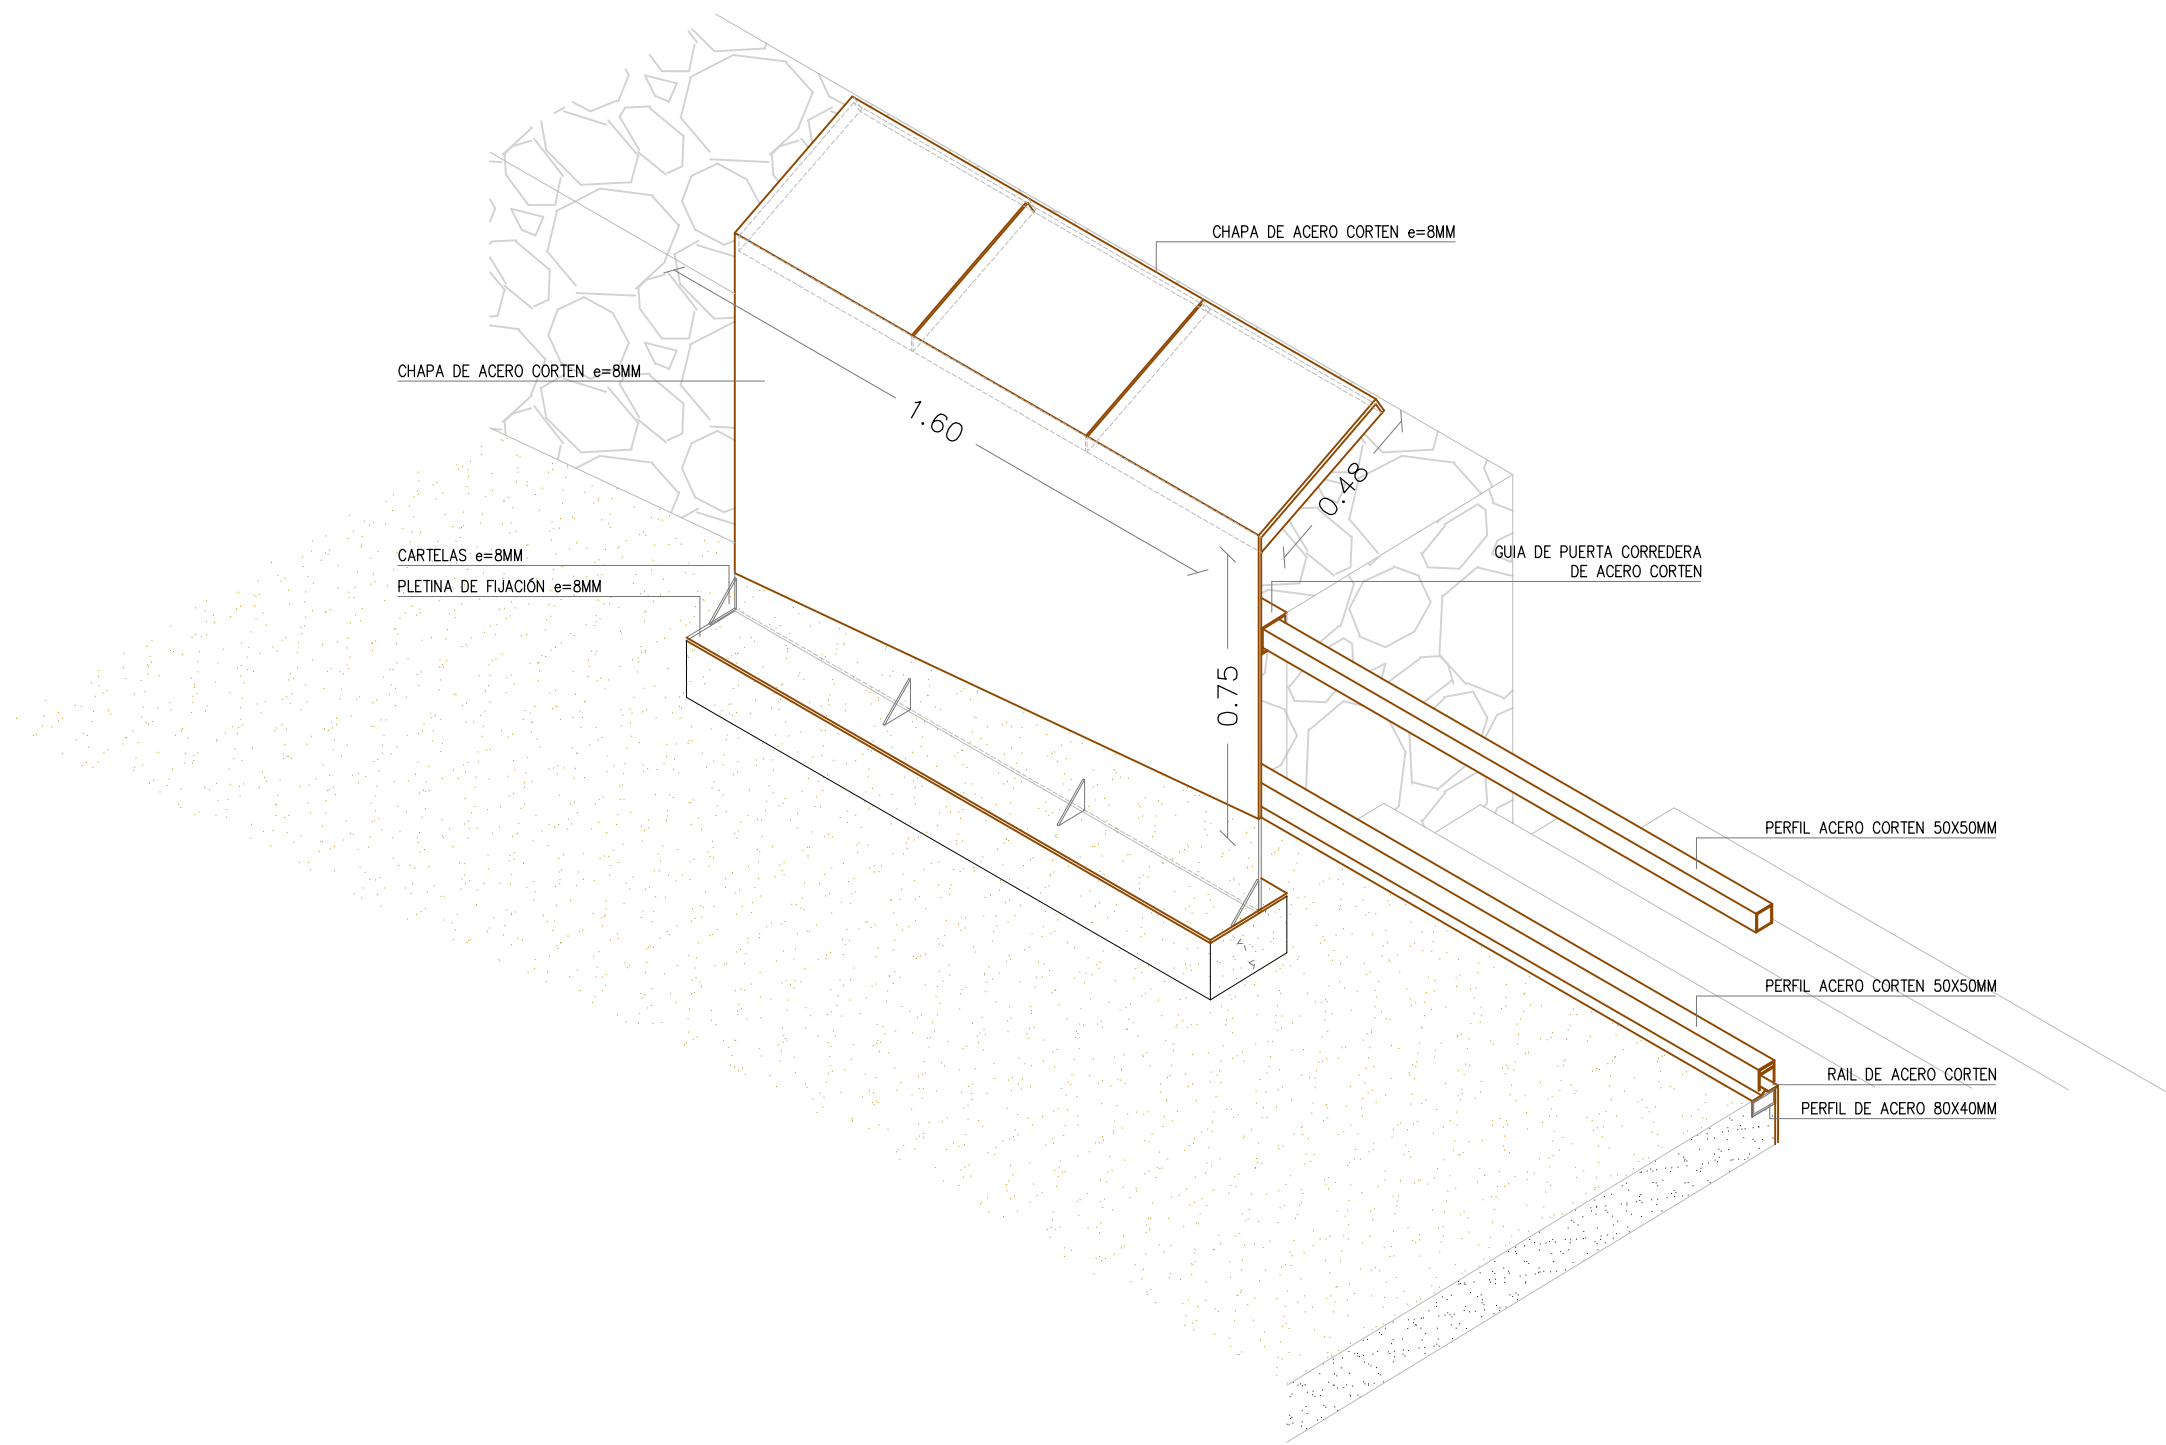 CHAPA DE ACERO CORTEN e=8MM
CHAPA DE ACERO CORTEN e=8MM
1.60
0.48
CARTELAS e=8MM
PLETINA DE FIJACIÓN e=8MM
GUIA DE PUERTA CORREDERA
DE ACERO CORTEN
0.75
PERFIL ACERO CORTEN 50X50MM
PERFIL ACERO CORTEN 50X50MM
RAIL DE ACERO CORTEN
PERFIL DE ACERO 80X40MM